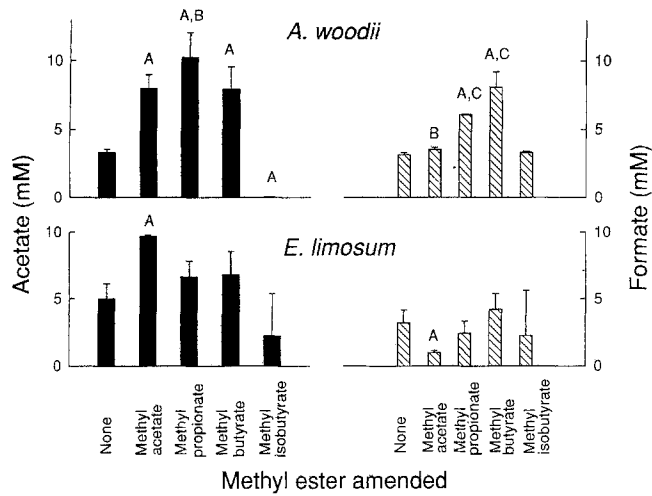 A. woodii
A
A,B
A
A
B
A,C
A,C
10
5
0
10
5
0
Acetate (mM)
Formate (mM)
E. limosum
A
A
10
5
0
10
5
0
None
Methyl
acetate
Methyl
propionate
Methyl
butyrate
Methyl
isobutyrate
None
Methyl
acetate
Methyl
propionate
Methyl
butyrate
Methyl
isobutyrate
Methyl ester amended